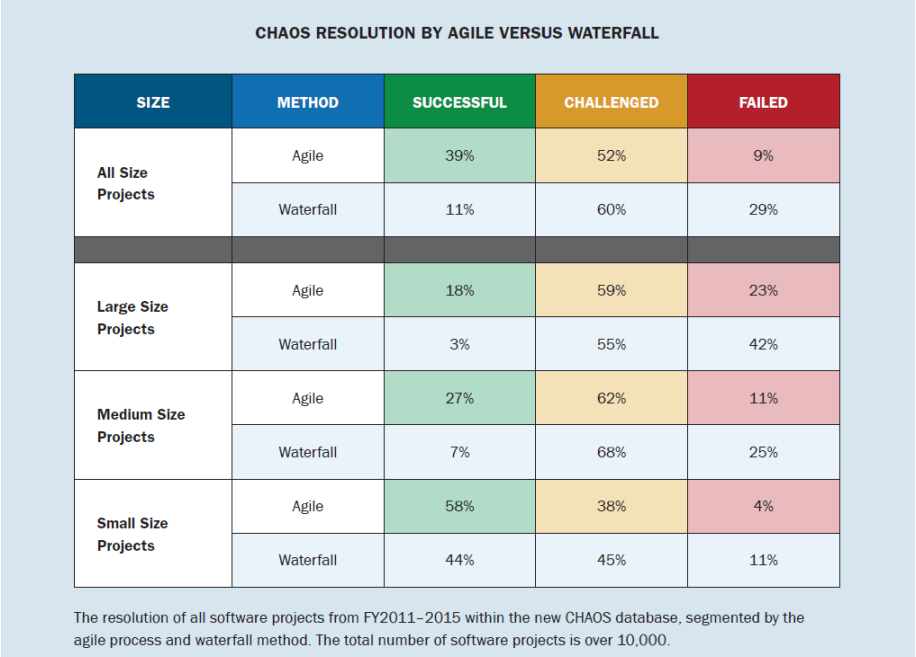 CHAOS RESOLUTION BY AGILE VERSUS WATERFALL
SIZE METHOD SUCCESSFUL CHALLENGED FAILED
All Size
Projects
Agile 39% 52% 9%
Waterfall 11% 60% 29%
Large Size
Projects
Agile 18% 59% 23%
Waterfall 3% 55% 42%
Medium Size
Projects
Agile 27% 62% 11%
Waterfall 7% 68% 25%
Small Size
Projects
Agile 58% 38% 4%
Waterfall 44% 45% 11%
The resolution of all software projects from FY2011–2015 within the new CHAOS database, segmented by the
agile process and waterfall method. The total number of software projects is over 10,000.